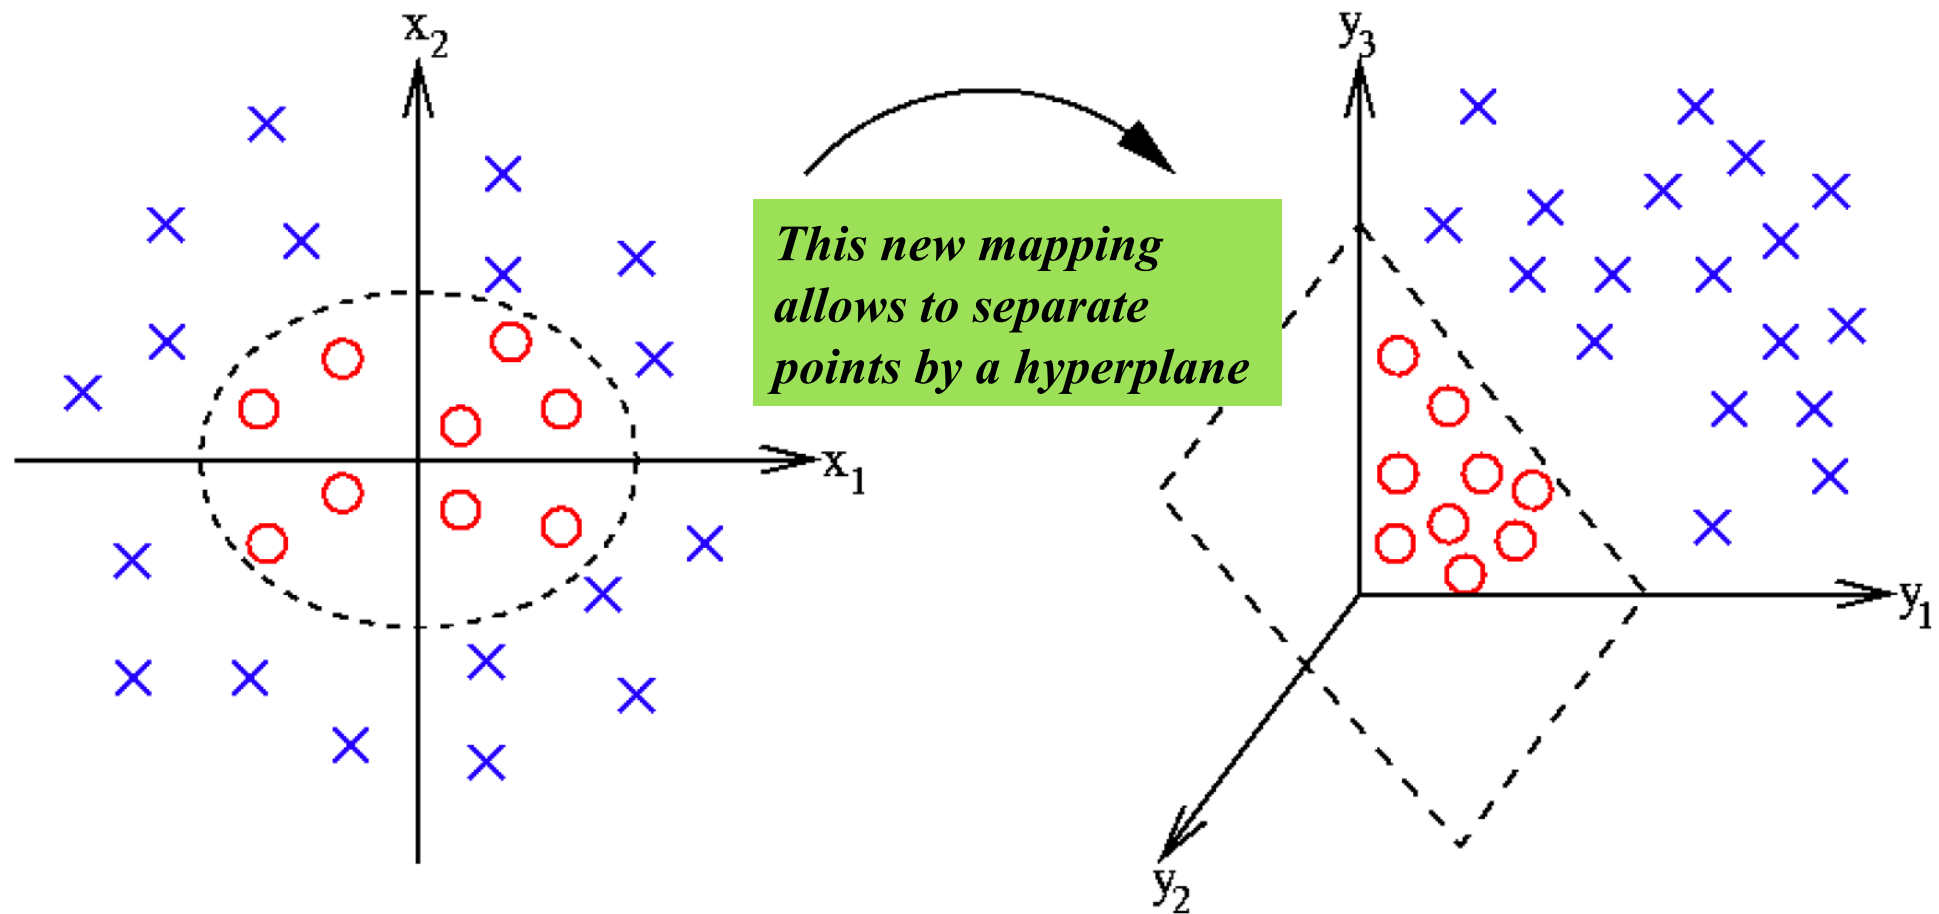 x2
y3
This new mapping
allows to separate
points by a hyperplane
x1
y1
y2